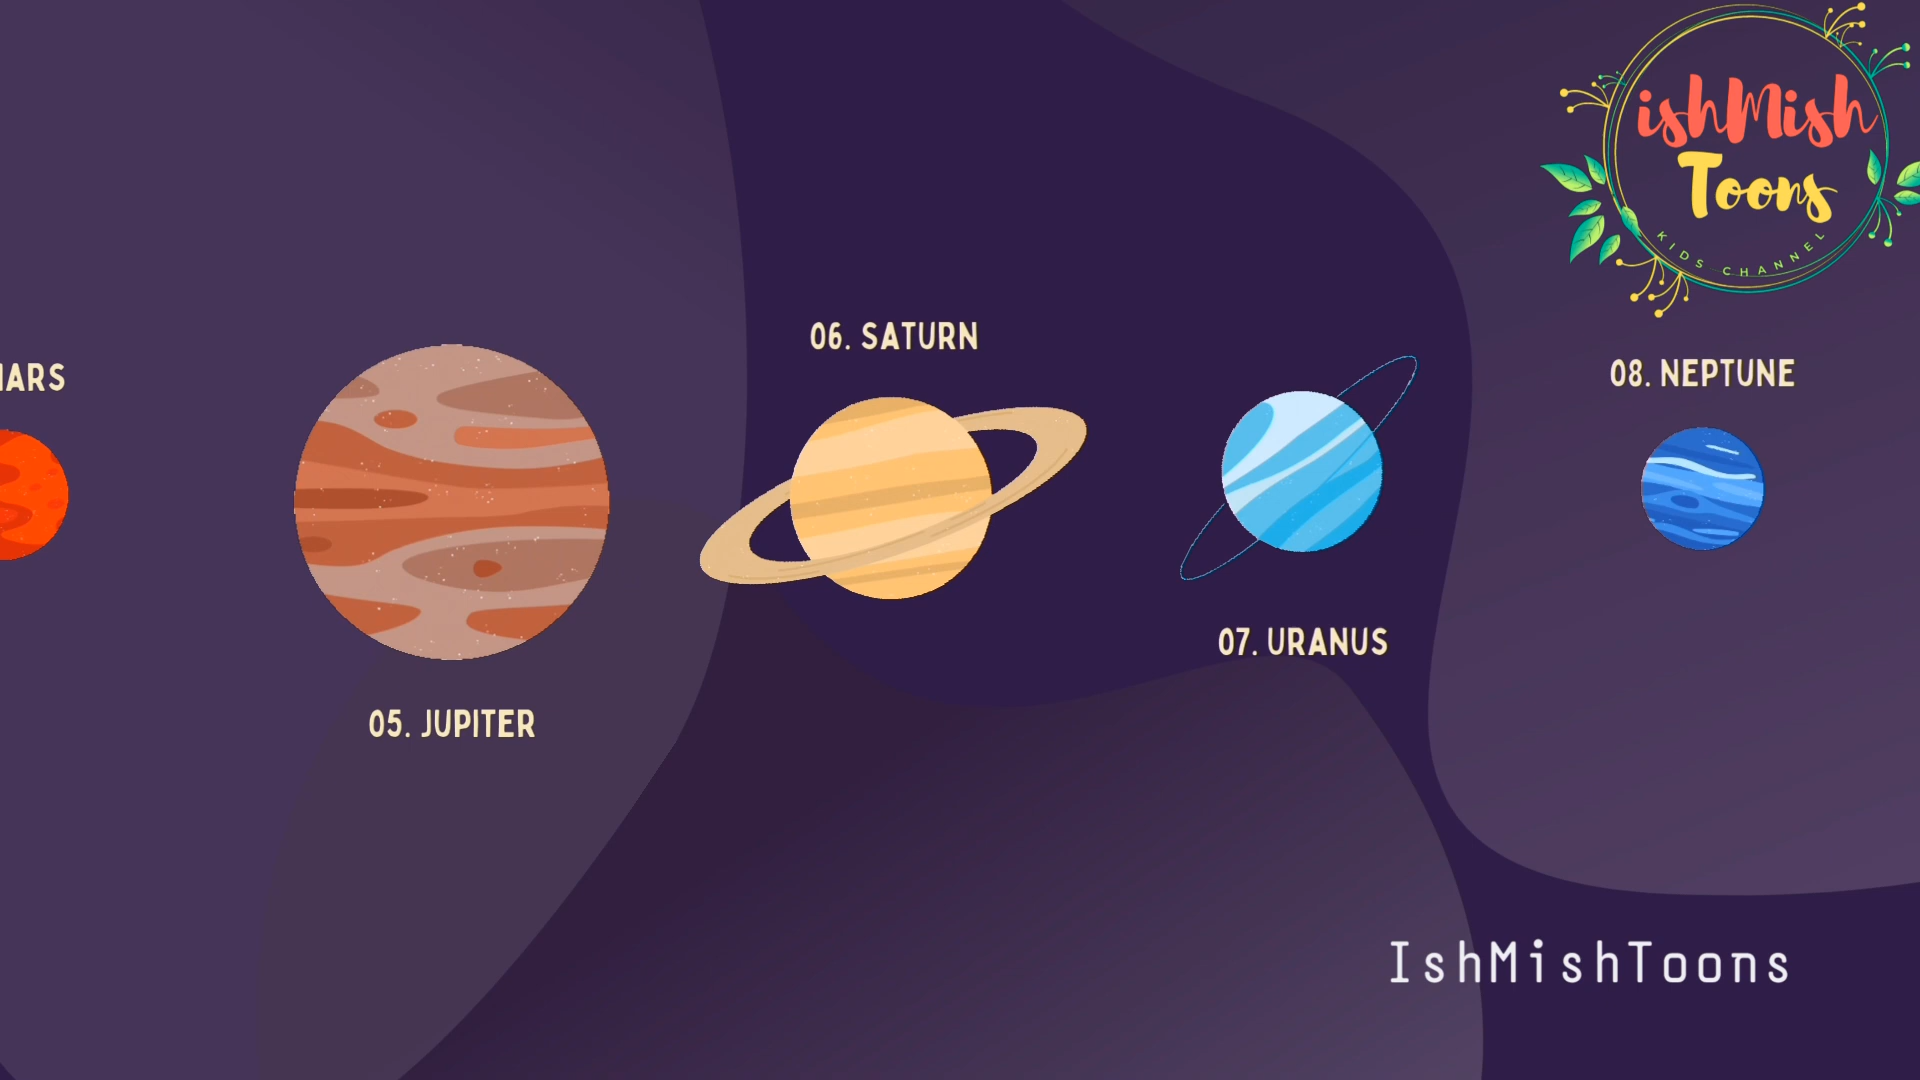 ishMish
Toons
KIDS CHANNEL
06. SATURN
08. NEPTUNE
07. URANUS
05. JUPITER
IshMishToons